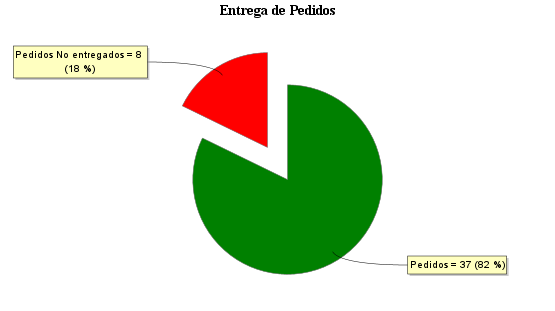 Entrega de Pedidos
Pedidos No entregados = 8
(18 %)
Pedidos = 37 (82 %)